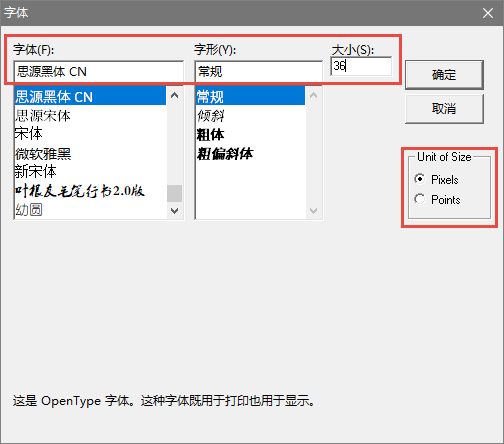 字体
字体(F):
思源黑体 CN
思源黑体 CN
思源宋体
宋体
微软雅黑
新宋体
叶根友毛笔行书2.0版
幼圆
字形(Y):
常规
常规
倾斜
粗体
粗偏斜体
大小(S):
36
确定
取消
Unit of Size
Pixels
Points
这是 OpenType 字体。这种字体既用于打印也用于显示。